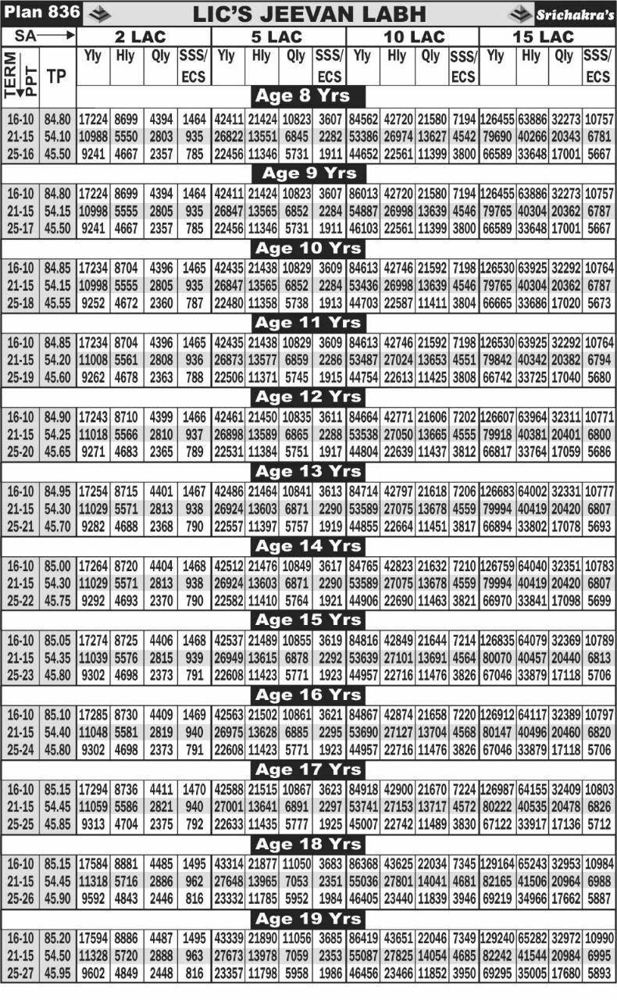 Plan 836 LIC'S JEEVAN LABH Srichakra's
SA 2 LAC 5 LAC 10 LAC 15 LAC
TERM PPT TP Yly Hly Qly SSS/ ECS Yly Hly Qly SSS/ ECS Yly Hly Qly SSS/ ECS Yly Hly Qly SSS/ ECS
Age 8 Yrs
16-10 84.80 17224 8699 4394 1464 42411 21424 10823 3607 84562 42720 21580 7194 126455 63886 32273 10757
21-15 54.10 10988 5550 2803 935 26822 13551 6845 2282 53386 26974 13627 4542 79690 40266 20343 6781
25-16 45.50 9241 4667 2357 785 22456 11346 5731 1911 44652 22561 11399 3800 66589 33648 17001 5667
Age 9 Yrs
16-10 84.80 17224 8699 4394 1464 42411 21424 10823 3607 86013 42720 21580 7194 126455 63886 32273 10757
21-15 54.15 10998 5555 2805 935 26847 13565 6852 2284 54887 26998 13639 4546 79765 40304 20362 6787
25-17 45.50 9241 4667 2357 785 22456 11346 5731 1911 46103 22561 11399 3800 66589 33648 17001 5667
Age 10 Yrs
16-10 84.85 17234 8704 4396 1465 42435 21438 10829 3609 84613 42746 21592 7198 126530 63925 32292 10764
21-15 54.15 10998 5555 2805 935 26847 13565 6852 2284 53436 26998 13639 4546 79765 40304 20362 6787
25-18 45.55 9252 4672 2360 787 22480 11358 5738 1913 44703 22587 11411 3804 66665 33686 17020 5673
Age 11 Yrs
16-10 84.85 17234 8704 4396 1465 42435 21438 10829 3609 84613 42746 21592 7198 126530 63925 32292 10764
21-15 54.20 11008 5561 2808 936 26873 13577 6859 2286 53487 27024 13653 4551 79842 40342 20382 6794
25-19 45.60 9262 4678 2363 788 22506 11371 5745 1915 44754 22613 11425 3808 66742 33725 17040 5680
Age 12 Yrs
16-10 84.90 17243 8710 4399 1466 42461 21450 10835 3611 84664 42771 21606 7202 126607 63964 32311 10771
21-15 54.25 11018 5566 2810 937 26898 13589 6865 2288 53538 27050 13665 4555 79918 40381 20401 6800
25-20 45.65 9271 4683 2365 789 22531 11384 5751 1917 44804 22639 11437 3812 66817 33764 17059 5686
Age 13 Yrs
16-10 84.95 17254 8715 4401 1467 42486 21464 10841 3613 84714 42797 21618 7206 126683 64002 32331 10777
21-15 54.30 11029 5571 2813 938 26924 13603 6871 2290 53589 27075 13678 4559 79994 40419 20420 6807
25-21 45.70 9282 4688 2368 790 22557 11397 5757 1919 44855 22664 11451 3817 66894 33802 17078 5693
Age 14 Yrs
16-10 85.00 17264 8720 4404 1468 42512 21476 10849 3617 84765 42823 21632 7210 126759 64040 32351 10783
21-15 54.30 11029 5571 2813 938 26924 13603 6871 2290 53589 27075 13678 4559 79994 40419 20420 6807
25-22 45.75 9292 4693 2370 790 22582 11410 5764 1921 44906 22690 11463 3821 66970 33841 17098 5699
Age 15 Yrs
16-10 85.05 17274 8725 4406 1468 42537 21489 10855 3619 84816 42849 21644 7214 126835 64079 32369 10789
21-15 54.35 11039 5576 2815 939 26949 13615 6878 2292 53639 27101 13691 4564 80070 40457 20440 6813
25-23 45.80 9302 4698 2373 791 22608 11423 5771 1923 44957 22716 11476 3826 67046 33879 17118 5706
Age 16 Yrs
16-10 85.10 17285 8730 4409 1469 42563 21502 10861 3621 84867 42874 21658 7220 126912 64117 32389 10797
21-15 54.40 11048 5581 2819 940 26975 13628 6885 2295 53690 27127 13704 4568 80147 40496 20460 6820
25-24 45.80 9302 4698 2373 791 22608 11423 5771 1923 44957 22716 11476 3826 67046 33879 17118 5706
Age 17 Yrs
16-10 85.15 17294 8736 4411 1470 42588 21515 10867 3623 84918 42900 21670 7224 126987 64155 32409 10803
21-15 54.45 11059 5586 2821 940 27001 13641 6891 2297 53741 27153 13717 4572 80222 40535 20478 6826
25-25 45.85 9313 4704 2375 792 22633 11435 5777 1925 45007 22742 11489 3830 67122 33917 17136 5712
Age 18 Yrs
16-10 85.15 17584 8881 4485 1495 43314 21877 11050 3683 86368 43625 22034 7345 129164 65243 32953 10984
21-15 54.45 11318 5716 2886 962 27648 13965 7053 2351 55036 27801 14041 4681 82165 41506 20964 6988
25-26 45.90 9592 4843 2446 816 23332 11785 5952 1984 46405 23440 11839 3946 69219 34966 17662 5887
Age 19 Yrs
16-10 85.20 17594 8886 4487 1495 43339 21890 11056 3685 86419 43651 22046 7349 129240 65282 32972 10990
21-15 54.50 11328 5720 2888 963 27673 13978 7059 2353 55087 27825 14054 4685 82242 41544 20984 6995
25-27 45.95 9602 4849 2448 816 23357 11798 5958 1986 46456 23466 11852 3950 69295 35005 17680 5893